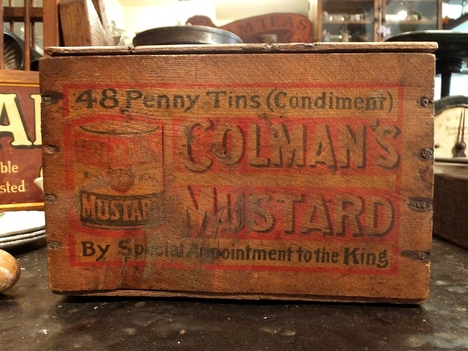 48 Penny Tins (Condiment)
COLMAN'S
MUSTARD
MUSTARD
By Special Appointment to the King